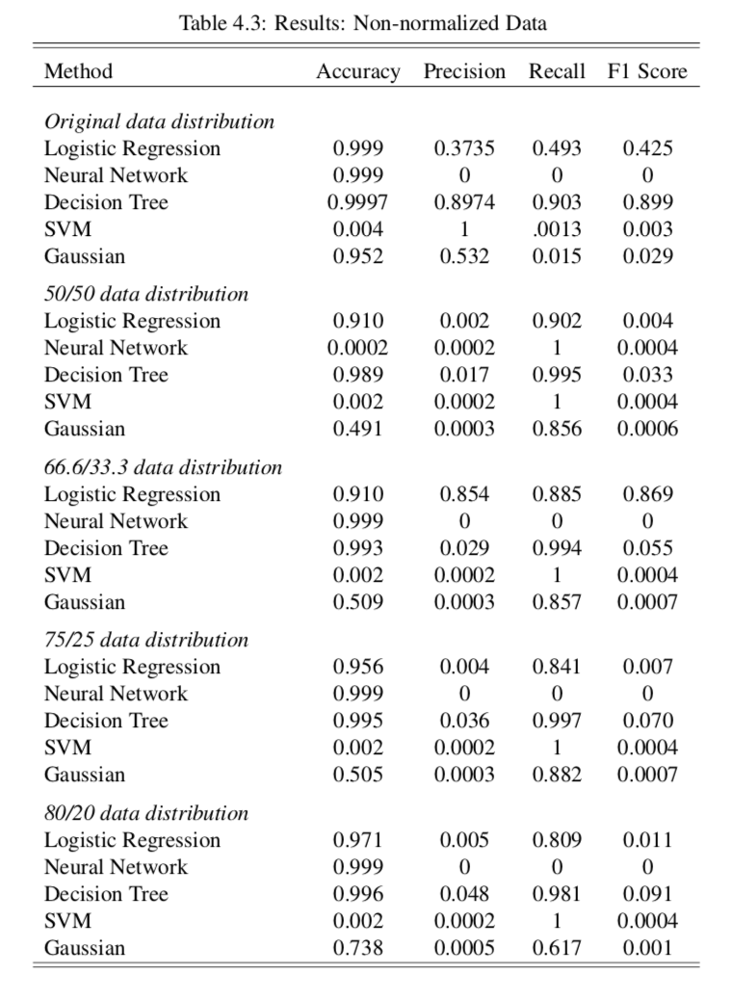 Table 4.3: Results: Non-normalized Data
Method Accuracy Precision Recall F1 Score
Original data distribution
Logistic Regression 0.999 0.3735 0.493 0.425
Neural Network 0.999 0 0 0
Decision Tree 0.9997 0.8974 0.903 0.899
SVM 0.004 1 .0013 0.003
Gaussian 0.952 0.532 0.015 0.029
50/50 data distribution
Logistic Regression 0.910 0.002 0.902 0.004
Neural Network 0.0002 0.0002 1 0.0004
Decision Tree 0.989 0.017 0.995 0.033
SVM 0.002 0.0002 1 0.0004
Gaussian 0.491 0.0003 0.856 0.0006
66.6/33.3 data distribution
Logistic Regression 0.910 0.854 0.885 0.869
Neural Network 0.999 0 0 0
Decision Tree 0.993 0.029 0.994 0.055
SVM 0.002 0.0002 1 0.0004
Gaussian 0.509 0.0003 0.857 0.0007
75/25 data distribution
Logistic Regression 0.956 0.004 0.841 0.007
Neural Network 0.999 0 0 0
Decision Tree 0.995 0.036 0.997 0.070
SVM 0.002 0.0002 1 0.0004
Gaussian 0.505 0.0003 0.882 0.0007
80/20 data distribution
Logistic Regression 0.971 0.005 0.809 0.011
Neural Network 0.999 0 0 0
Decision Tree 0.996 0.048 0.981 0.091
SVM 0.002 0.0002 1 0.0004
Gaussian 0.738 0.0005 0.617 0.001